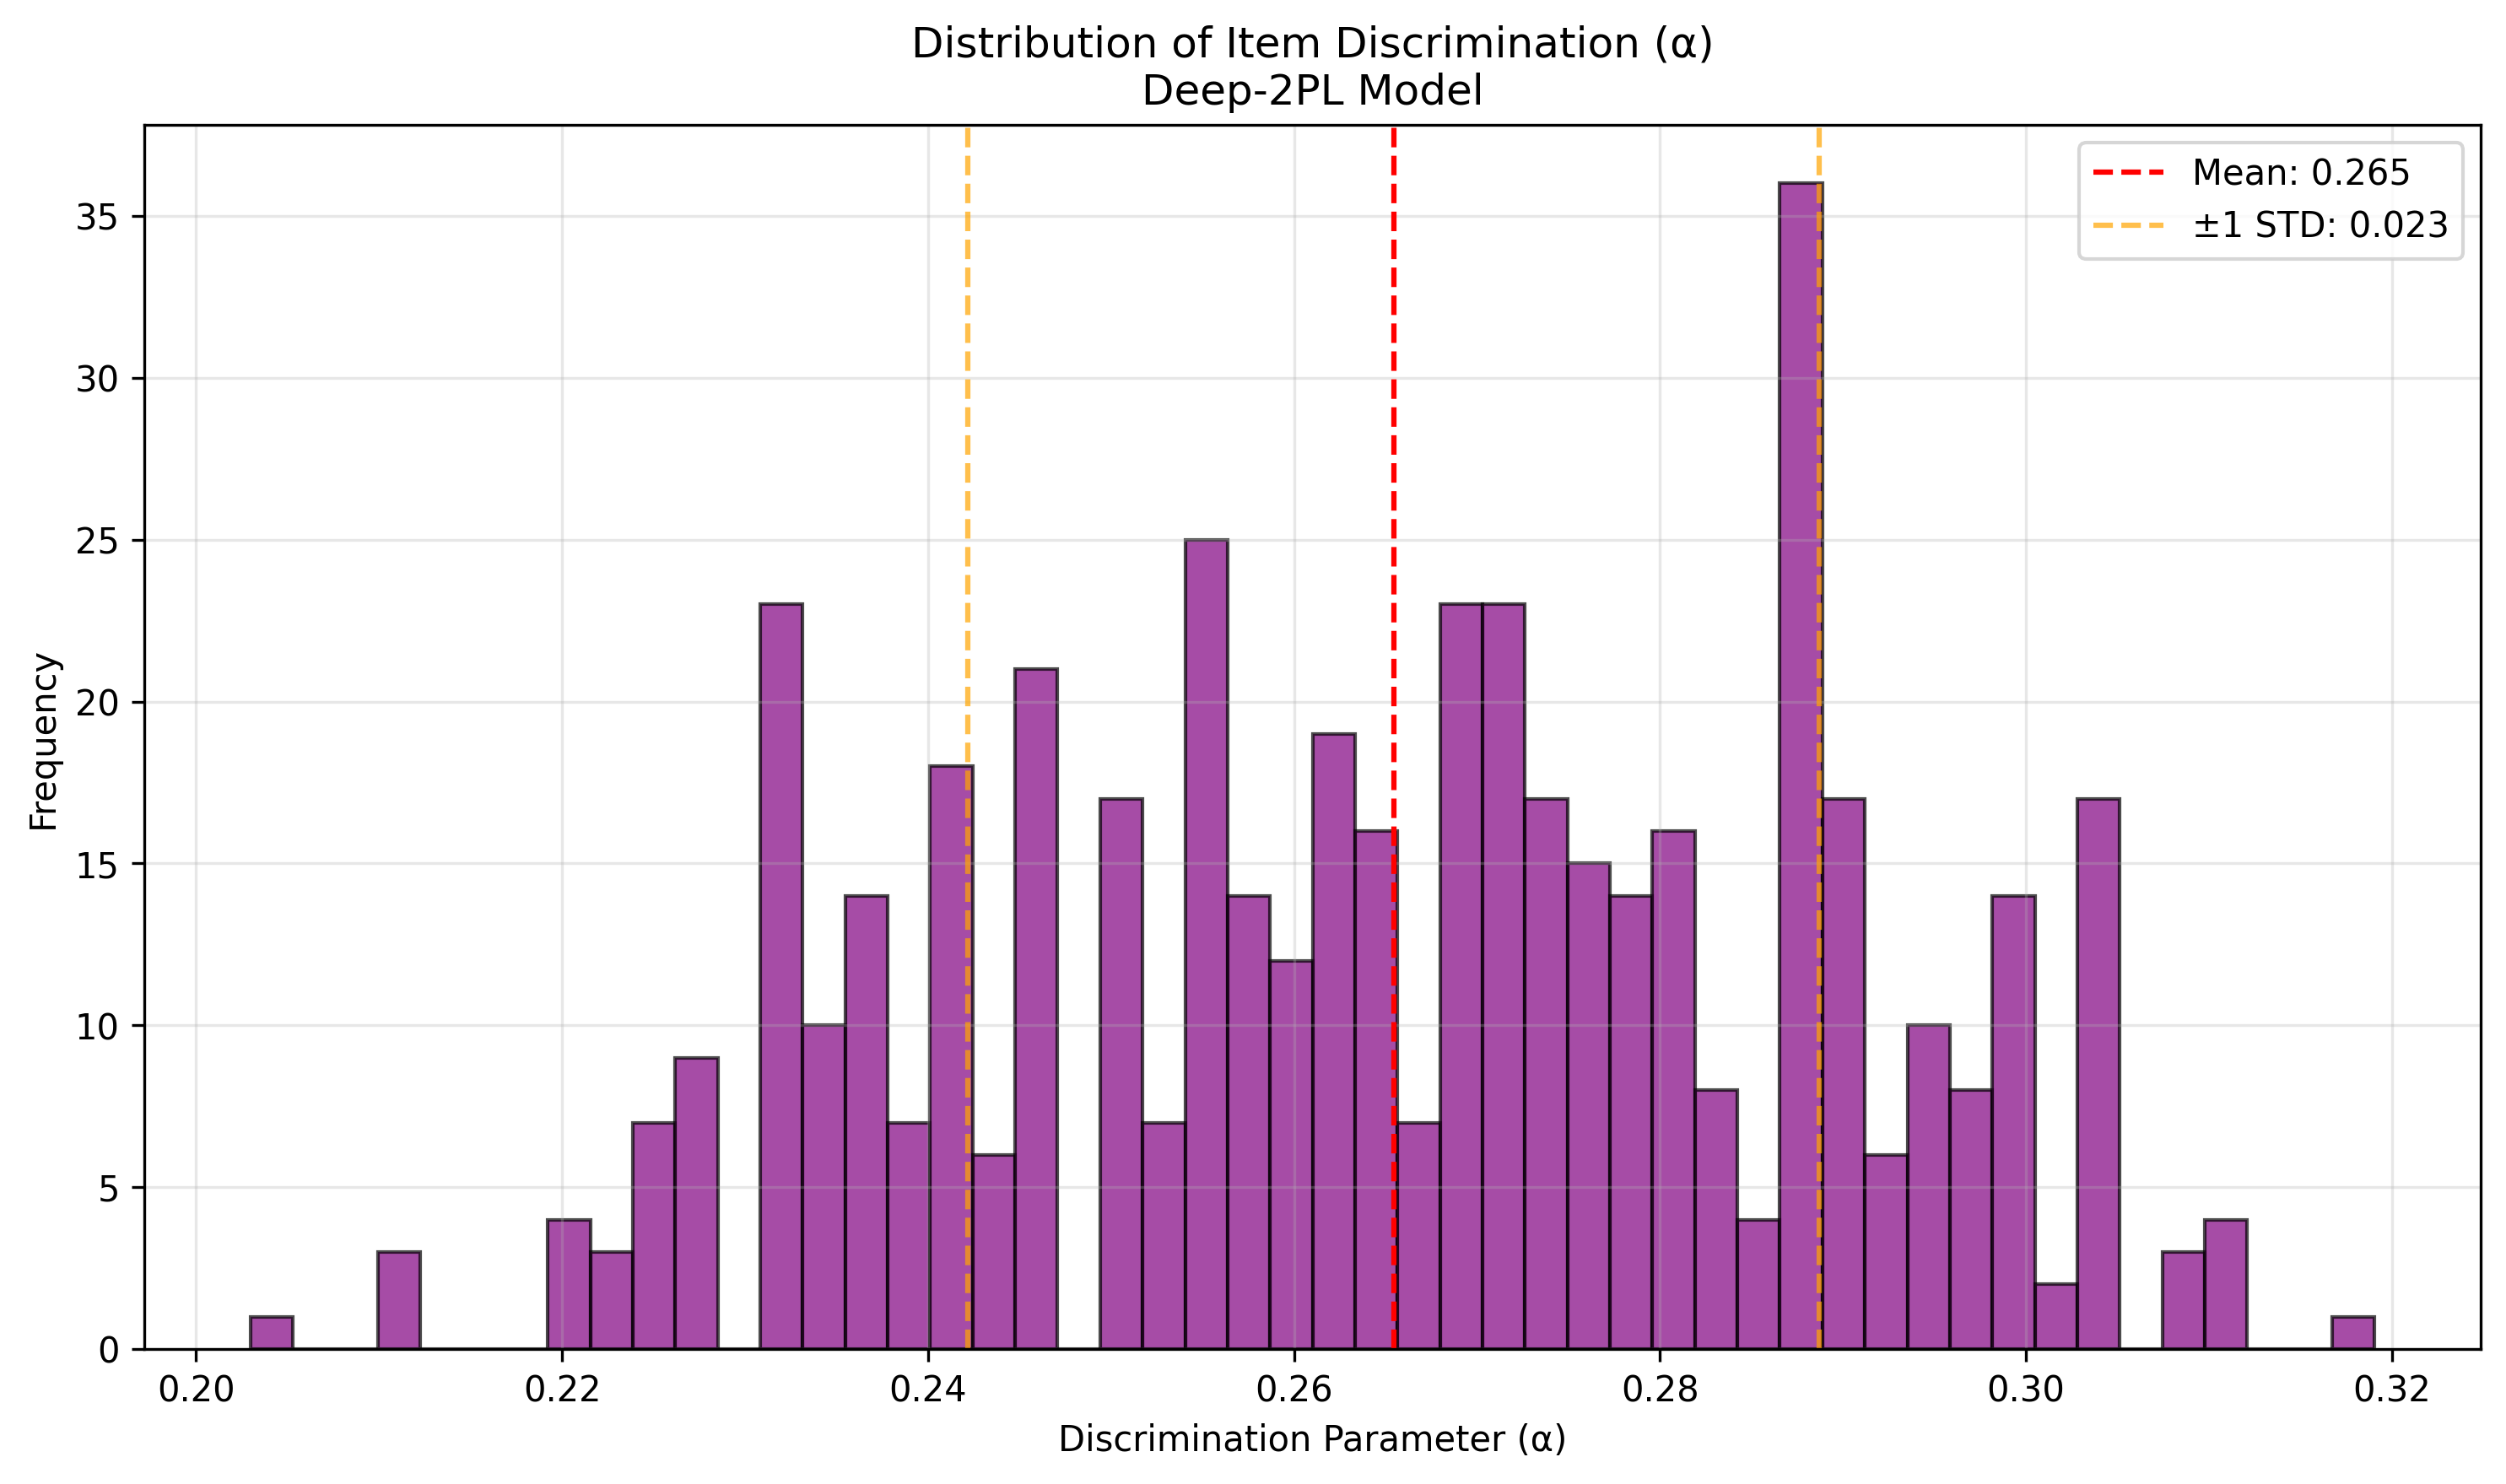 Distribution of Item Discrimination (α)
Deep-2PL Model
Mean: 0.265
±1 STD: 0.023
35
30
25
20
15
10
5
0
Frequency
0.20 0.22 0.24 0.26 0.28 0.30 0.32
Discrimination Parameter (α)